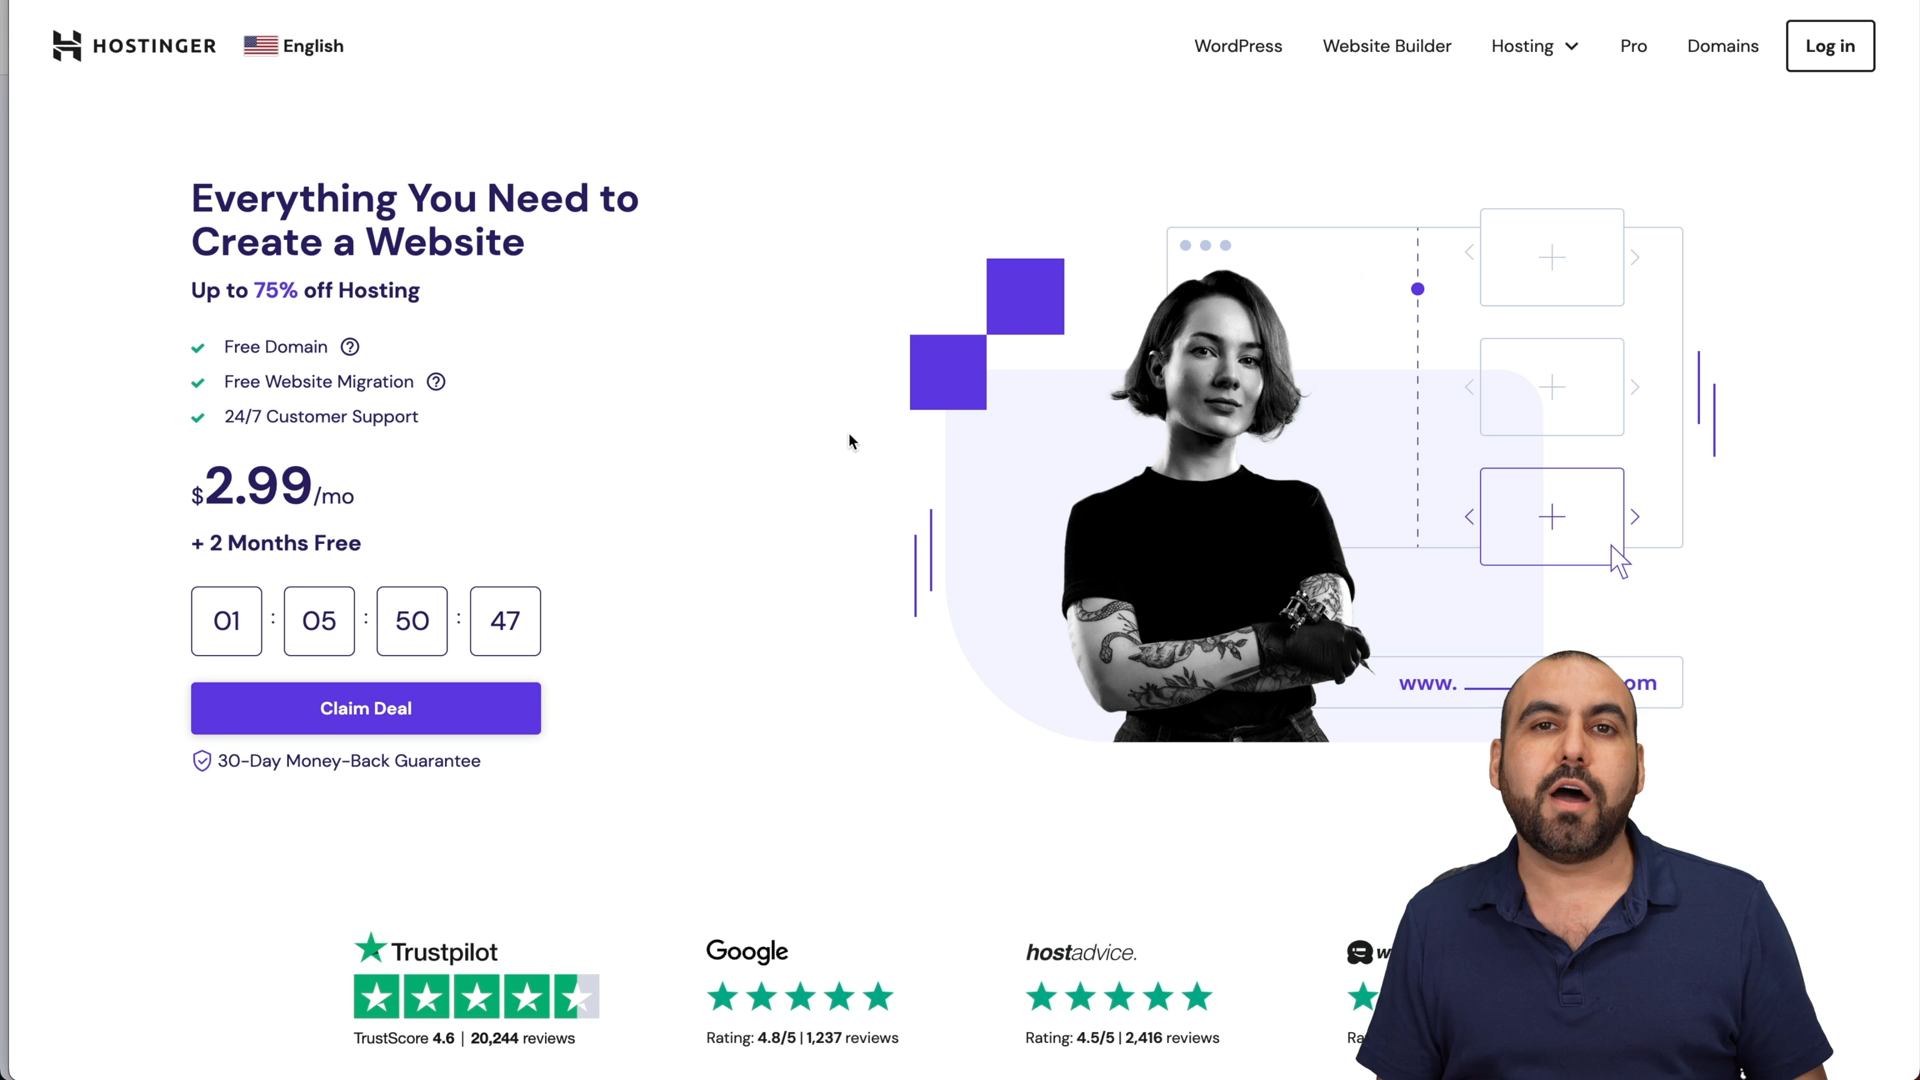 HOSTINGER
English
WordPress
Website Builder
Hosting
Pro
Domains
Log in
Everything You Need to
Create a Website
Up to 75% off Hosting
Free Domain
Free Website Migration
24/7 Customer Support
$2.99/mo
+ 2 Months Free
01 : 05 : 50 : 47
Claim Deal
30-Day Money-Back Guarantee
www. om
Trustpilot
TrustScore 4.6 | 20,244 reviews
Google
Rating: 4.8/5 | 1,237 reviews
hostadvice.
Rating: 4.5/5 | 2,416 reviews